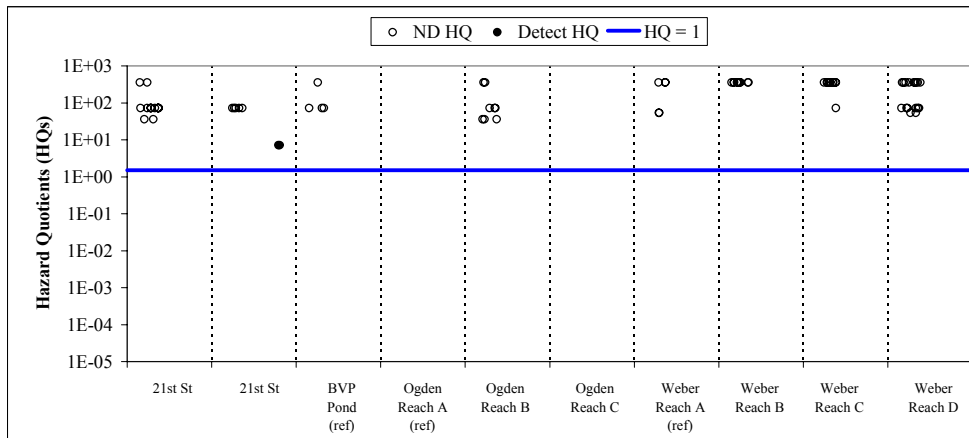 ND HQ Detect HQ HQ = 1
Hazard Quotients (HQs)
1E+03
1E+02
1E+01
1E+00
1E-01
1E-02
1E-03
1E-04
1E-05
21st St 21st St BVP Ogden Ogden Ogden Weber Weber Weber Weber
Pond Reach A Reach B Reach C Reach A Reach B Reach C Reach D
(ref) (ref) (ref)